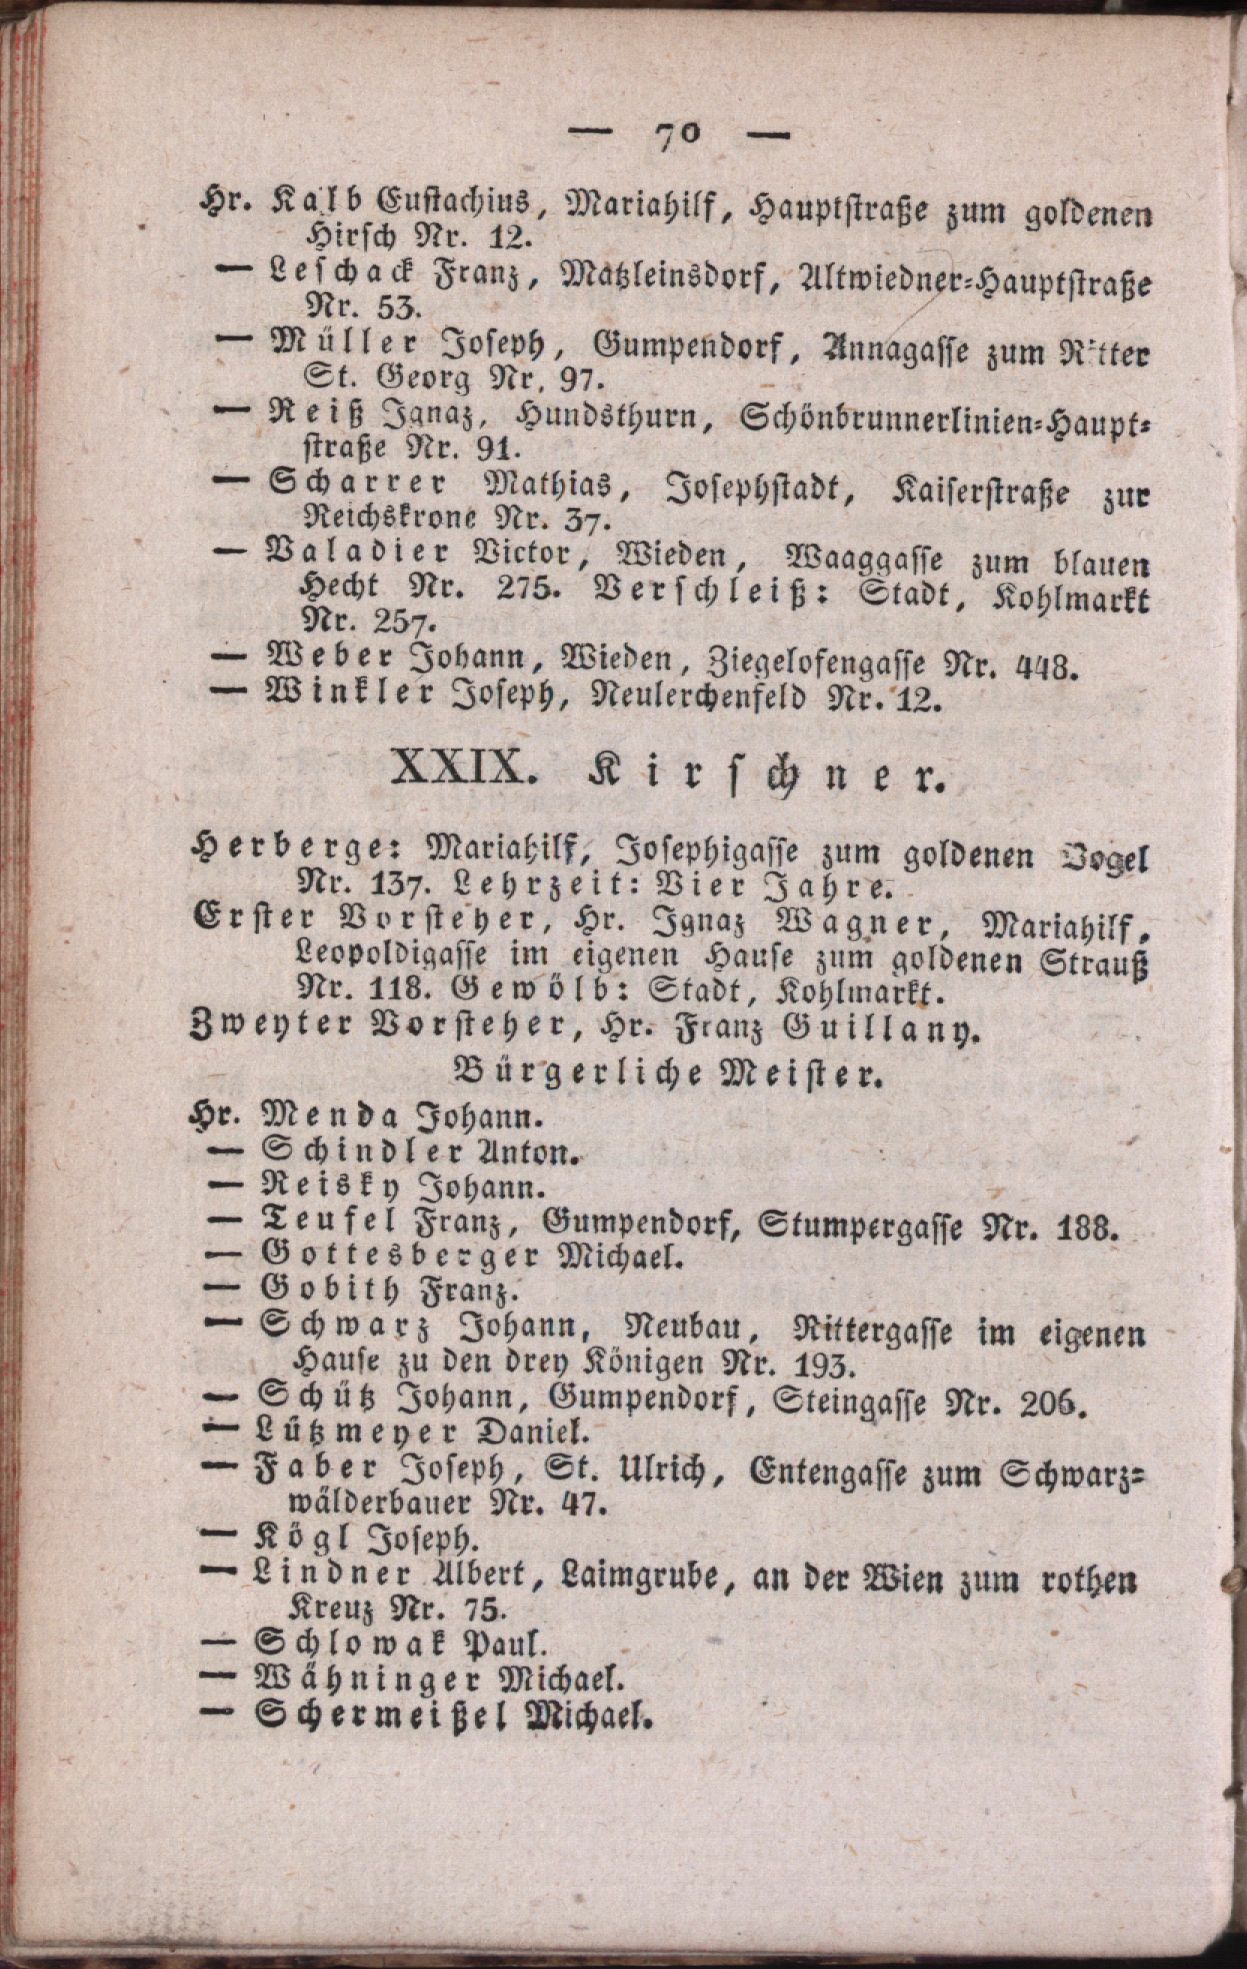 — 70 —
Hr. Kalb Eustachius, Mariahilf, Hauptstraße zum goldenen
Hirsch Nr. 12.
— Leschack Franz, Matzleinsdorf, Altwiedner-Hauptstraße
Nr. 53.
— Müller Joseph, Gumpendorf, Annagasse zum Ritter
St. Georg Nr. 97.
— Reiß Ignaz, Hundsthurn, Schönbrunnerlinien-Haupt-
straße Nr. 91.
— Scharrer Mathias, Josephstadt, Kaiserstraße zur
Reichskrone Nr. 37.
— Valadier Victor, Wieden, Waaggasse zum blauen
Hecht Nr. 275. Verschleiß: Stadt, Kohlmarkt
Nr. 257.
— Weber Johann, Wieden, Ziegelofengasse Nr. 448.
— Winkler Joseph, Neulerchenfeld Nr. 12.
XXIX. Kirschner.
Herberge: Mariahilf, Josephigasse zum goldenen Vogel
Nr. 137. Lehrzeit: Vier Jahre.
Erster Vorsteher, Hr. Ignaz Wagner, Mariahilf,
Leopoldigasse im eigenen Hause zum goldenen Strauß
Nr. 118. Gewölb: Stadt, Kohlmarkt.
Zweyter Vorsteher, Hr. Franz Guillany.
Bürgerliche Meister.
Hr. Menda Johann.
— Schindler Anton.
— Reisky Johann.
— Teufel Franz, Gumpendorf, Stumpergasse Nr. 188.
— Gottesberger Michael.
— Gobith Franz.
— Schwarz Johann, Neubau, Rittergasse im eigenen
Hause zu den drey Königen Nr. 193.
— Schütz Johann, Gumpendorf, Steingasse Nr. 206.
— Lützmeyer Daniel.
— Faber Joseph, St. Ulrich, Entengasse zum Schwarz-
wälderbauer Nr. 47.
— Kögl Joseph.
— Lindner Albert, Laimgrube, an der Wien zum rothen
Kreuz Nr. 75.
— Schlowak Paul.
— Wähninger Michael.
— Schermeißel Michael.